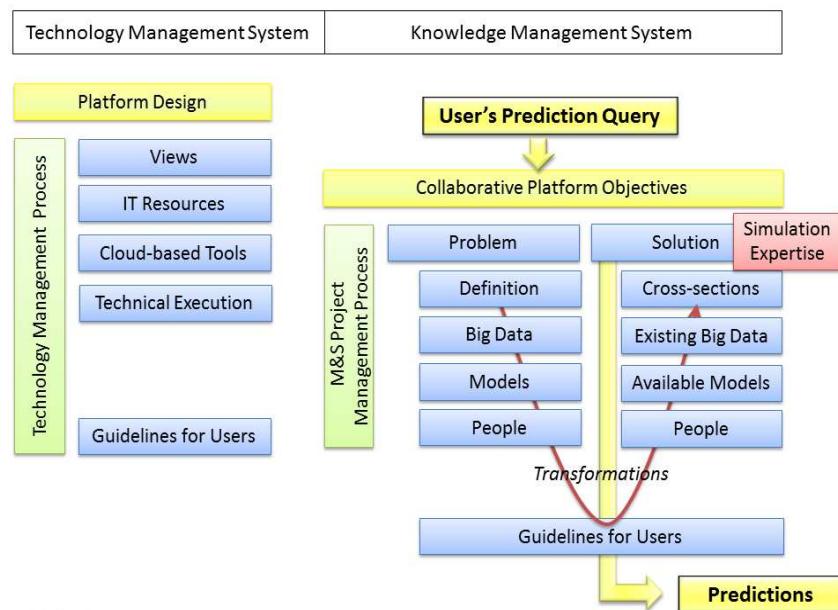 Technology Management System
Knowledge Management System
Platform Design
Technology Management Process
Views
IT Resources
Cloud-based Tools
Technical Execution
Guidelines for Users
User's Prediction Query
Collaborative Platform Objectives
M&S Project
Management Process
Problem
Solution
Simulation
Expertise
Definition
Cross-sections
Big Data
Existing Big Data
Models
Available Models
People
People
Transformations
Guidelines for Users
Predictions